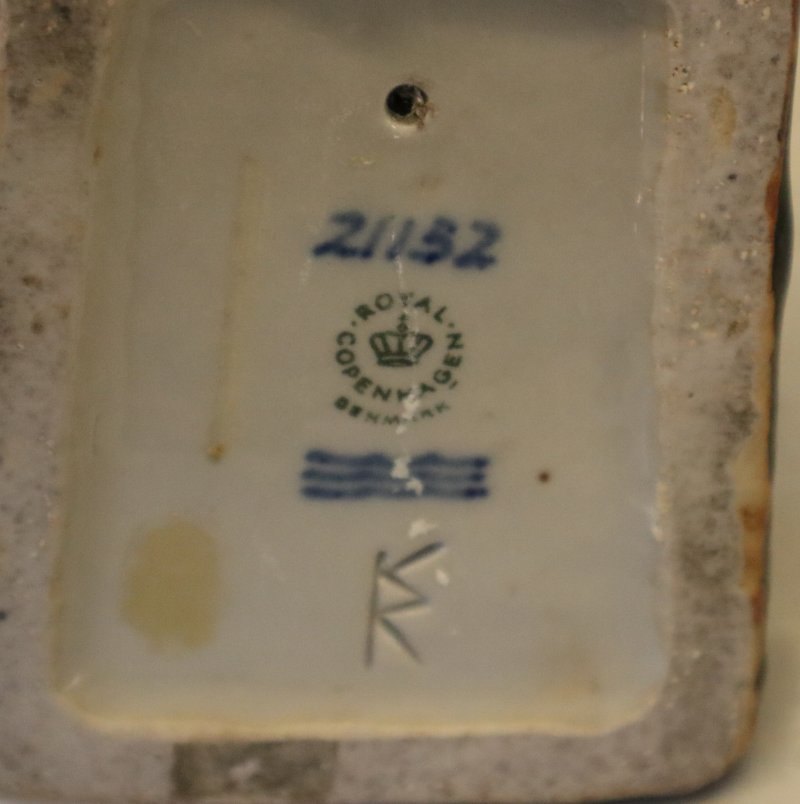 21132
ROYAL
COPENHAGEN
DENMARK